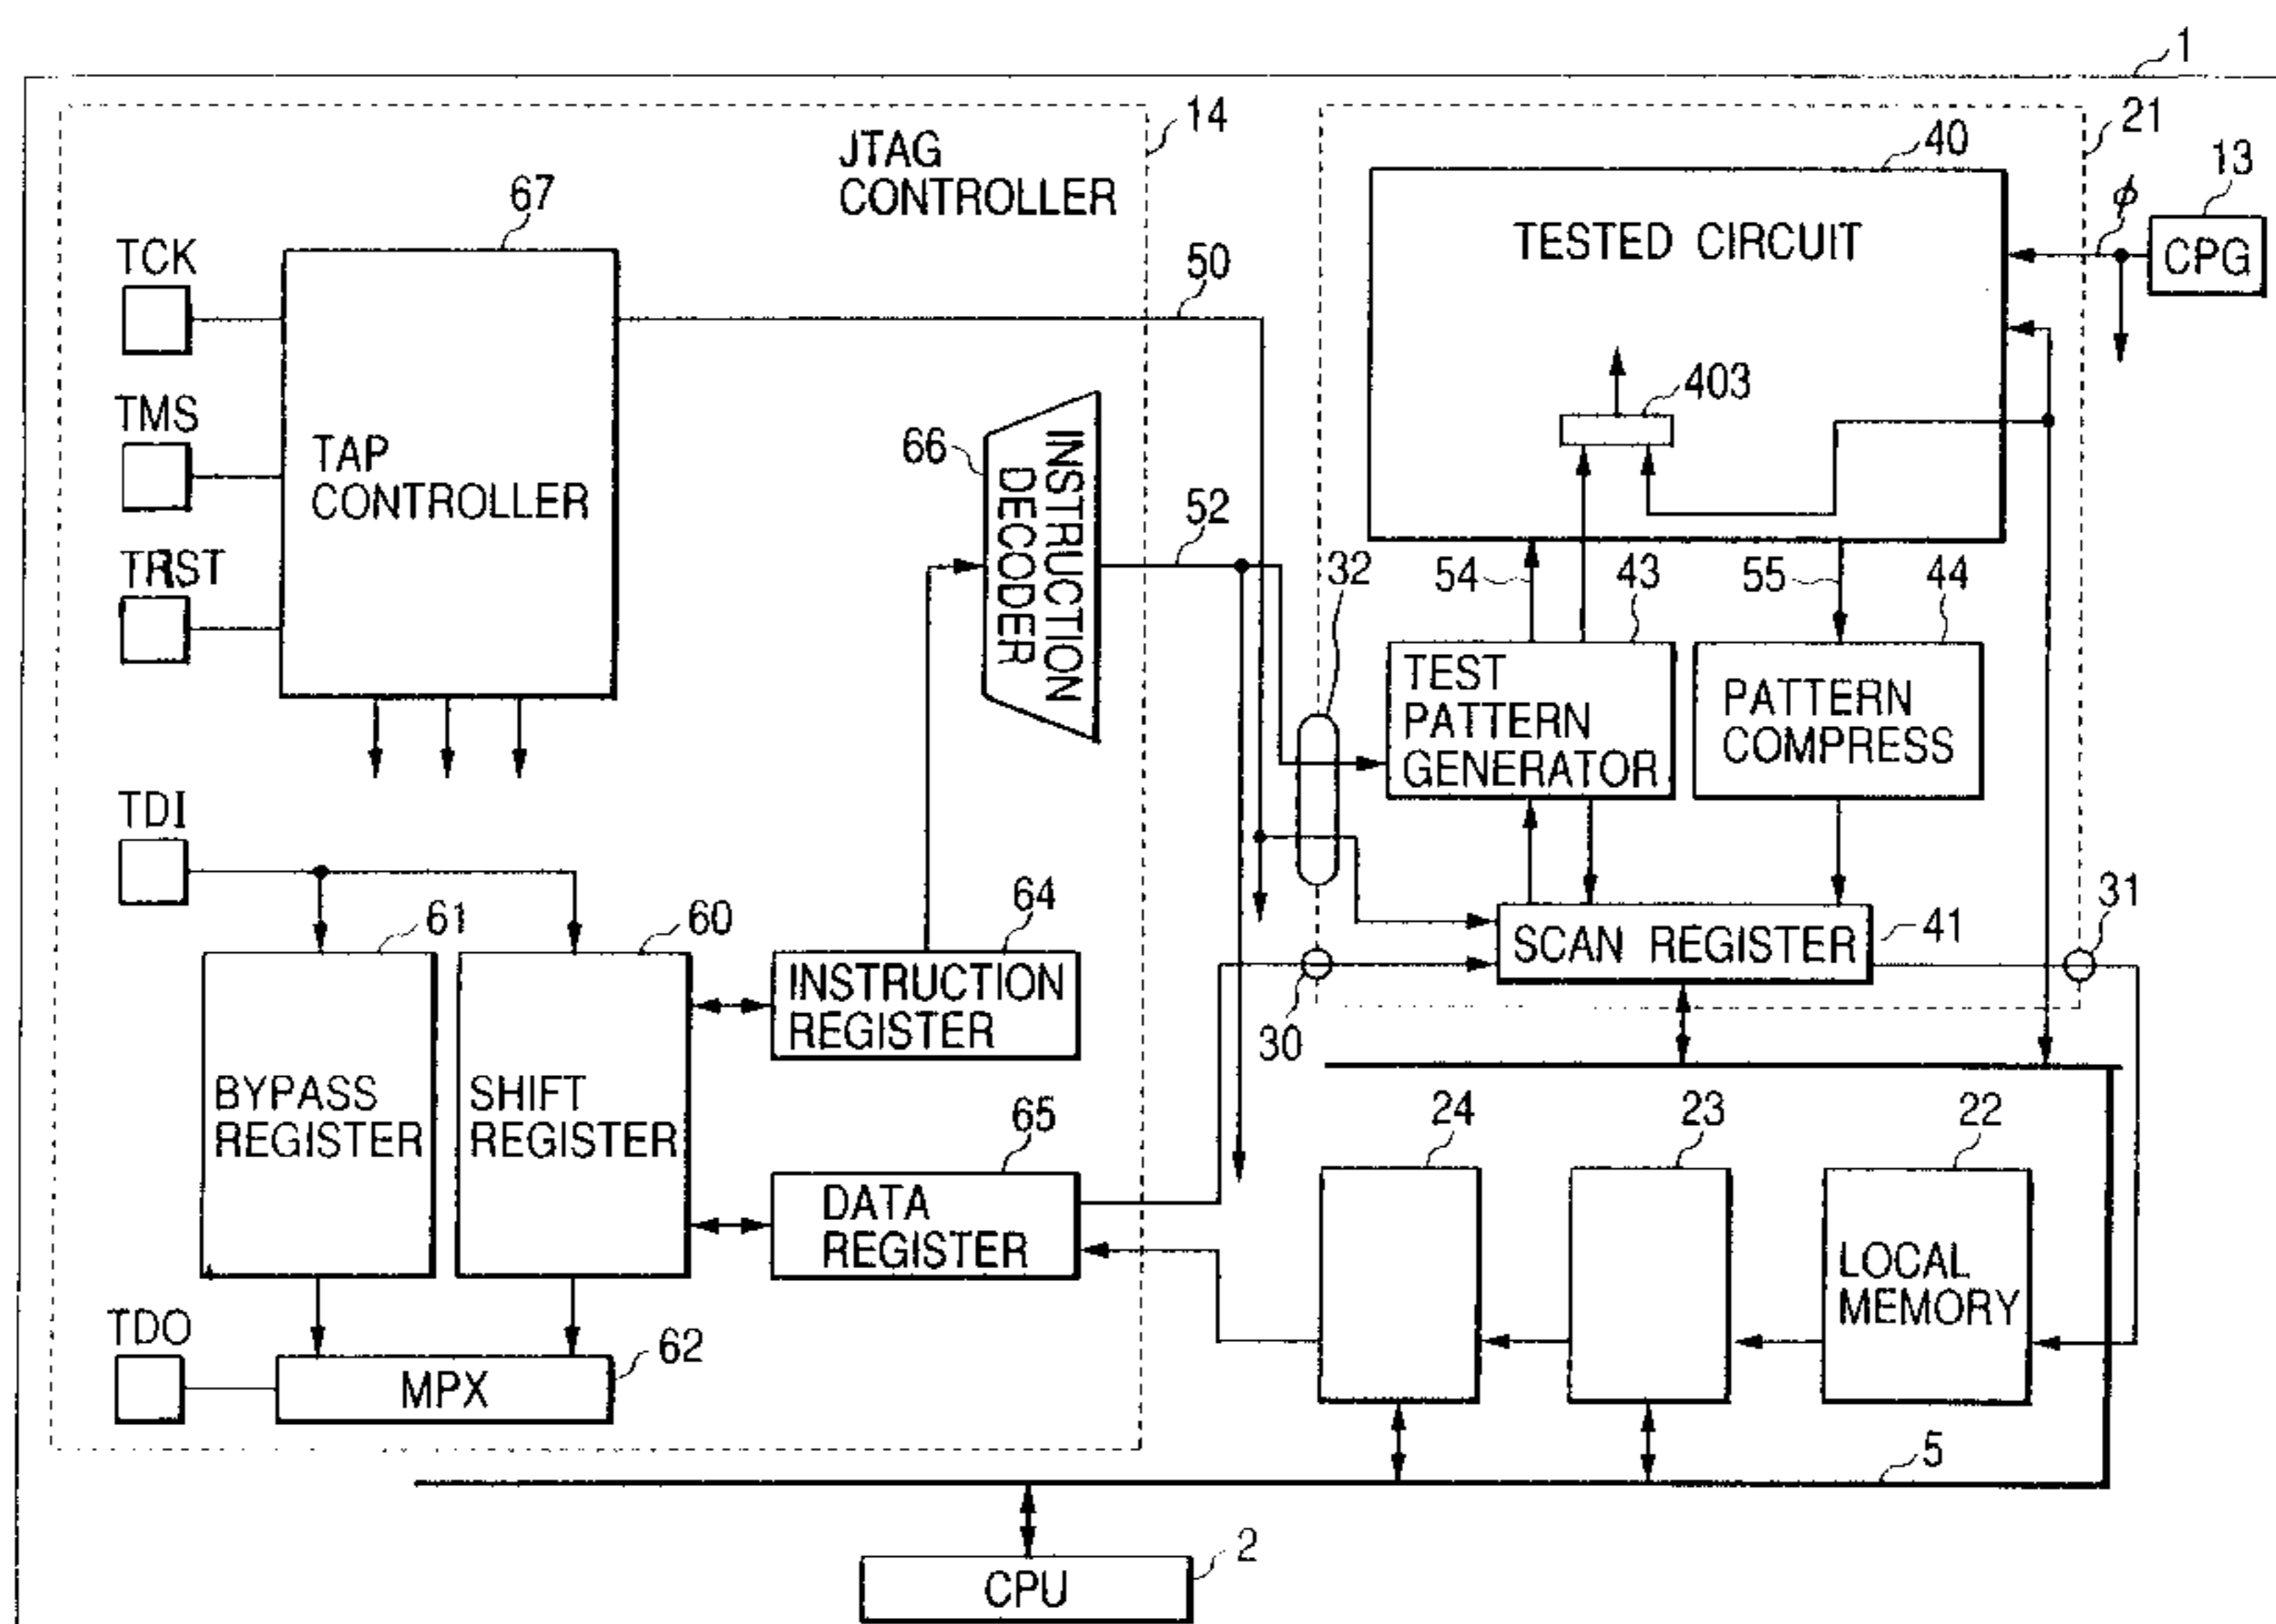 1
14
JTAG
CONTROLLER
21
40
TESTED CIRCUIT
13
ϕ
CPG
67
TCK
50
TMS
TAP
CONTROLLER
403
66
INSTRUCTION
DECODER
52
TRST
32
54
43
55
44
TEST
PATTERN
GENERATOR
PATTERN
COMPRESS
TDI
61
60
64
INSTRUCTION
REGISTER
SCAN REGISTER
41
31
30
BYPASS
REGISTER
SHIFT
REGISTER
65
DATA
REGISTER
24
23
22
LOCAL
MEMORY
TDO
MPX
62
5
2
CPU